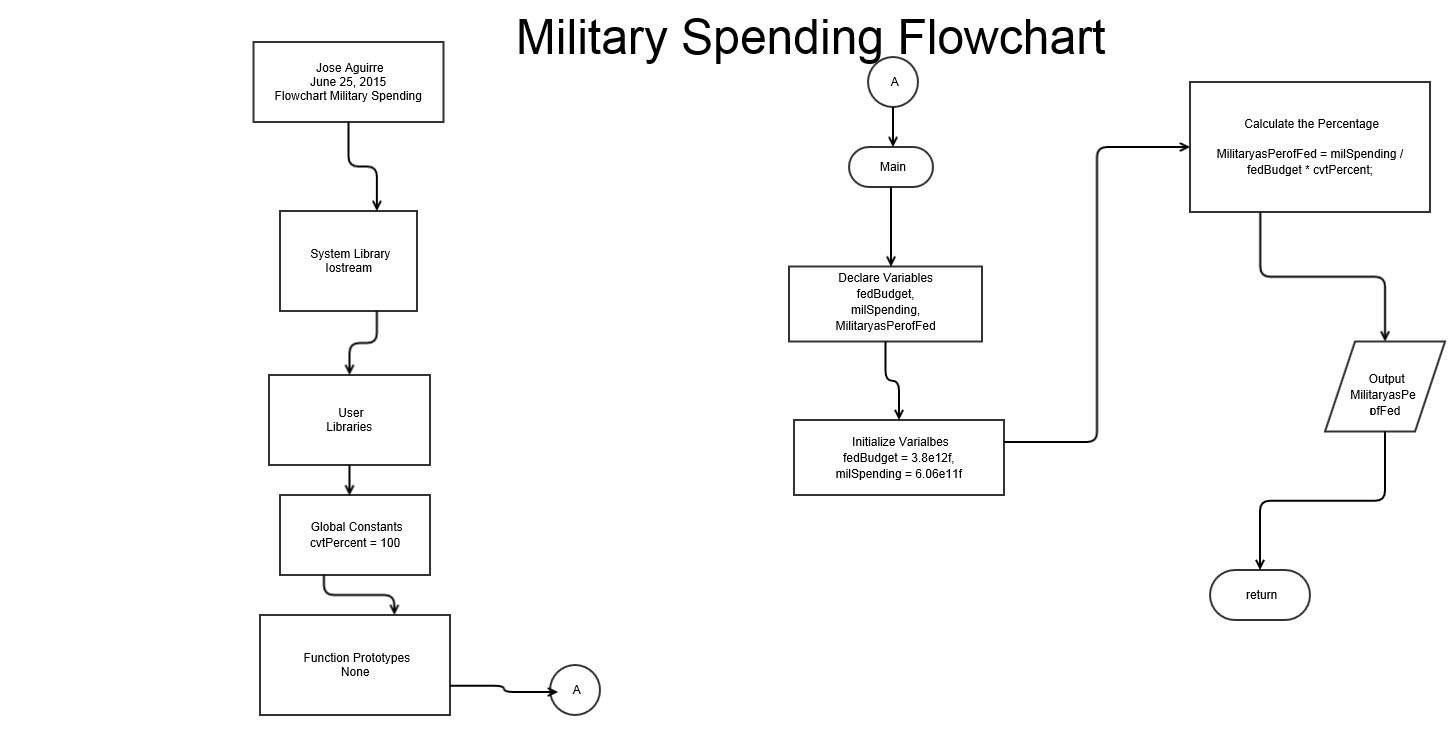 Military Spending Flowchart
Jose Aguirre
June 25, 2015
Flowchart Military Spending
System Library
Iostream
User
Libraries
Global Constants
cvtPercent = 100
Function Prototypes
None
A
A
Main
Declare Variables
fedBudget,
milSpending,
MilitaryasPerofFed
Initialize Varialbes
fedBudget = 3.8e12f,
milSpending = 6.06e11f
Calculate the Percentage
MilitaryasPerofFed = milSpending /
fedBudget * cvtPercent;
Output
MilitaryasPe
ofFed
return